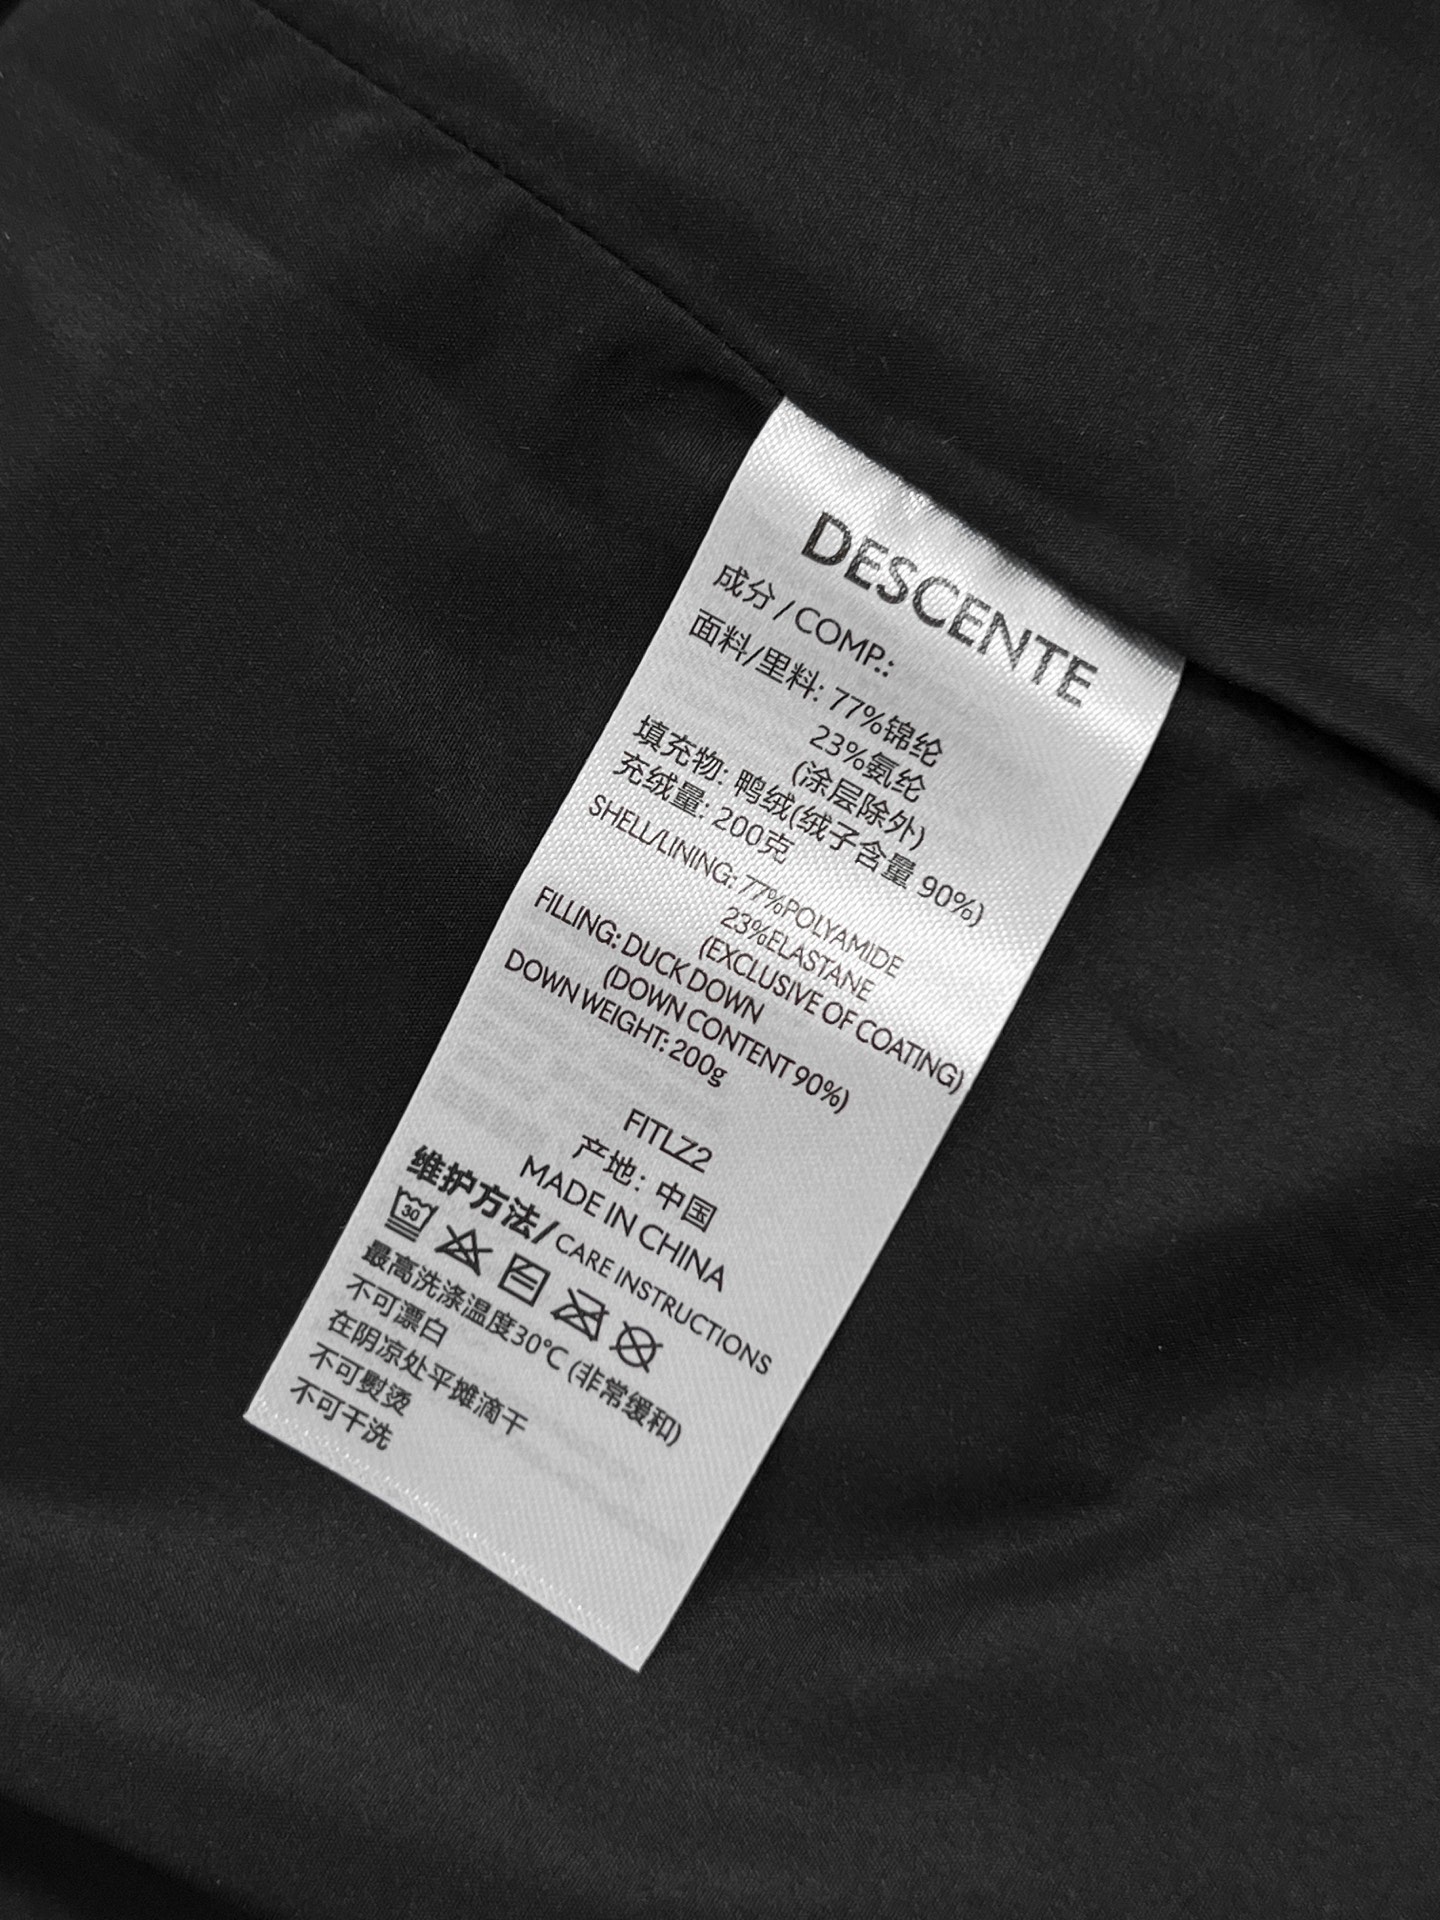 DESCENTE
成分 / COMP.:
面料/里料: 77%锦纶
23%氨纶
(涂层除外)
填充物: 鸭绒(绒子含量 90%)
充绒量: 200克
SHELL/LINING: 77%POLYAMIDE
23%ELASTANE
(EXCLUSIVE OF COATING)
FILLING: DUCK DOWN
(DOWN CONTENT 90%)
DOWN WEIGHT: 200g
FITLZ2
产地: 中国
MADE IN CHINA
维护方法/CARE INSTRUCTIONS
30
最高洗涤温度30℃ (非常缓和)
不可漂白
在阴凉处平摊滴干
不可熨烫
不可干洗